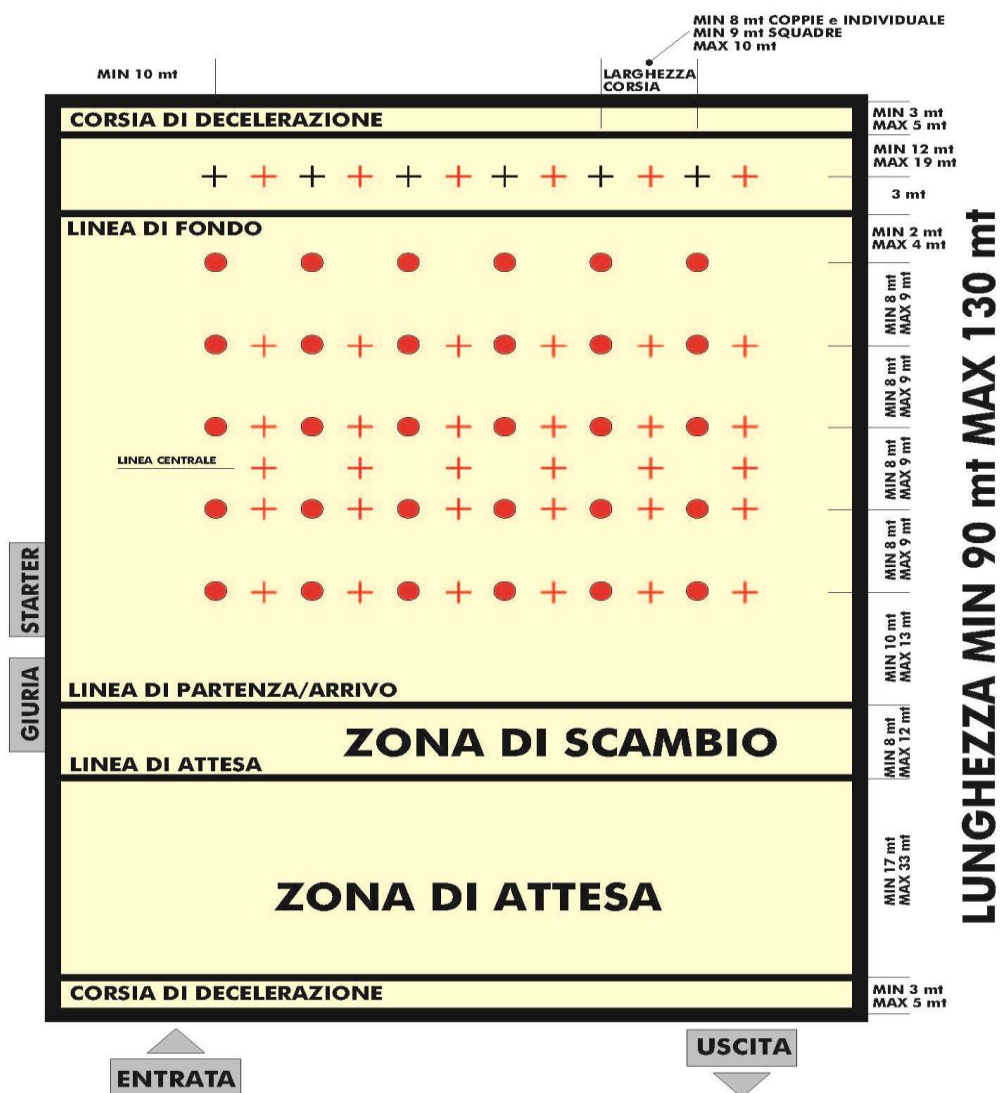 MIN 8 mt COPPIE e INDIVIDUALE
MIN 9 mt SQUADRE
MAX 10 mt
MIN 10 mt
LARGHEZZA
CORSIA
CORSIA DI DECELERAZIONE
MIN 3 mt
MAX 5 mt
MIN 12 mt
MAX 19 mt
3 mt
LINEA DI FONDO
MIN 2 mt
MAX 4 mt
MIN 8 mt
MAX 9 mt
MIN 8 mt
MAX 9 mt
LINEA CENTRALE
MIN 8 mt
MAX 9 mt
MIN 8 mt
MAX 9 mt
LUNGHEZZA MIN 90 mt MAX 130 mt
STARTER
MIN 10 mt
MAX 13 mt
GIURIA
LINEA DI PARTENZA/ARRIVO
ZONA DI SCAMBIO
MIN 8 mt
MAX 12 mt
LINEA DI ATTESA
ZONA DI ATTESA
MIN 17 mt
MAX 33 mt
CORSIA DI DECELERAZIONE
MIN 3 mt
MAX 5 mt
ENTRATA
USCITA